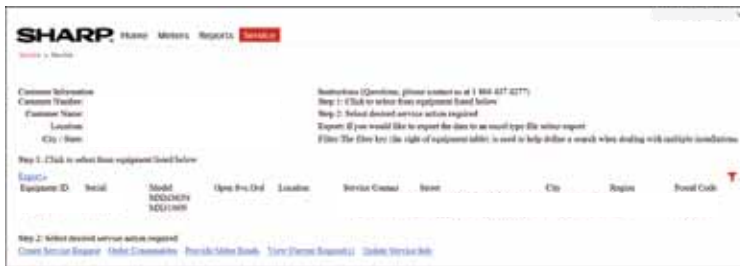 SHARP. Home Meters Reports Service
Service > Service
Customer Information
Customer Number
Customer Name
Location
City / State
Instructions (Questions, please contact us at
Step 1: Click to select from equipment listed below
Step 2: Select desired service action required
Export: If you would like to export the data to an excel type file select export
Filter: The filter key (the right of equipment table), is used to help define a search when dealing with multiple installations.
Step 1: Click to select from equipment listed below
Export
Equipment ID Serial Model Open Svc Ord Location Service Contact Street City Region Postal Code
Step 2: Select desired service action required
Create Service Request Order Consumables Provide Meter Reads View Current Request(s) Update Service Info